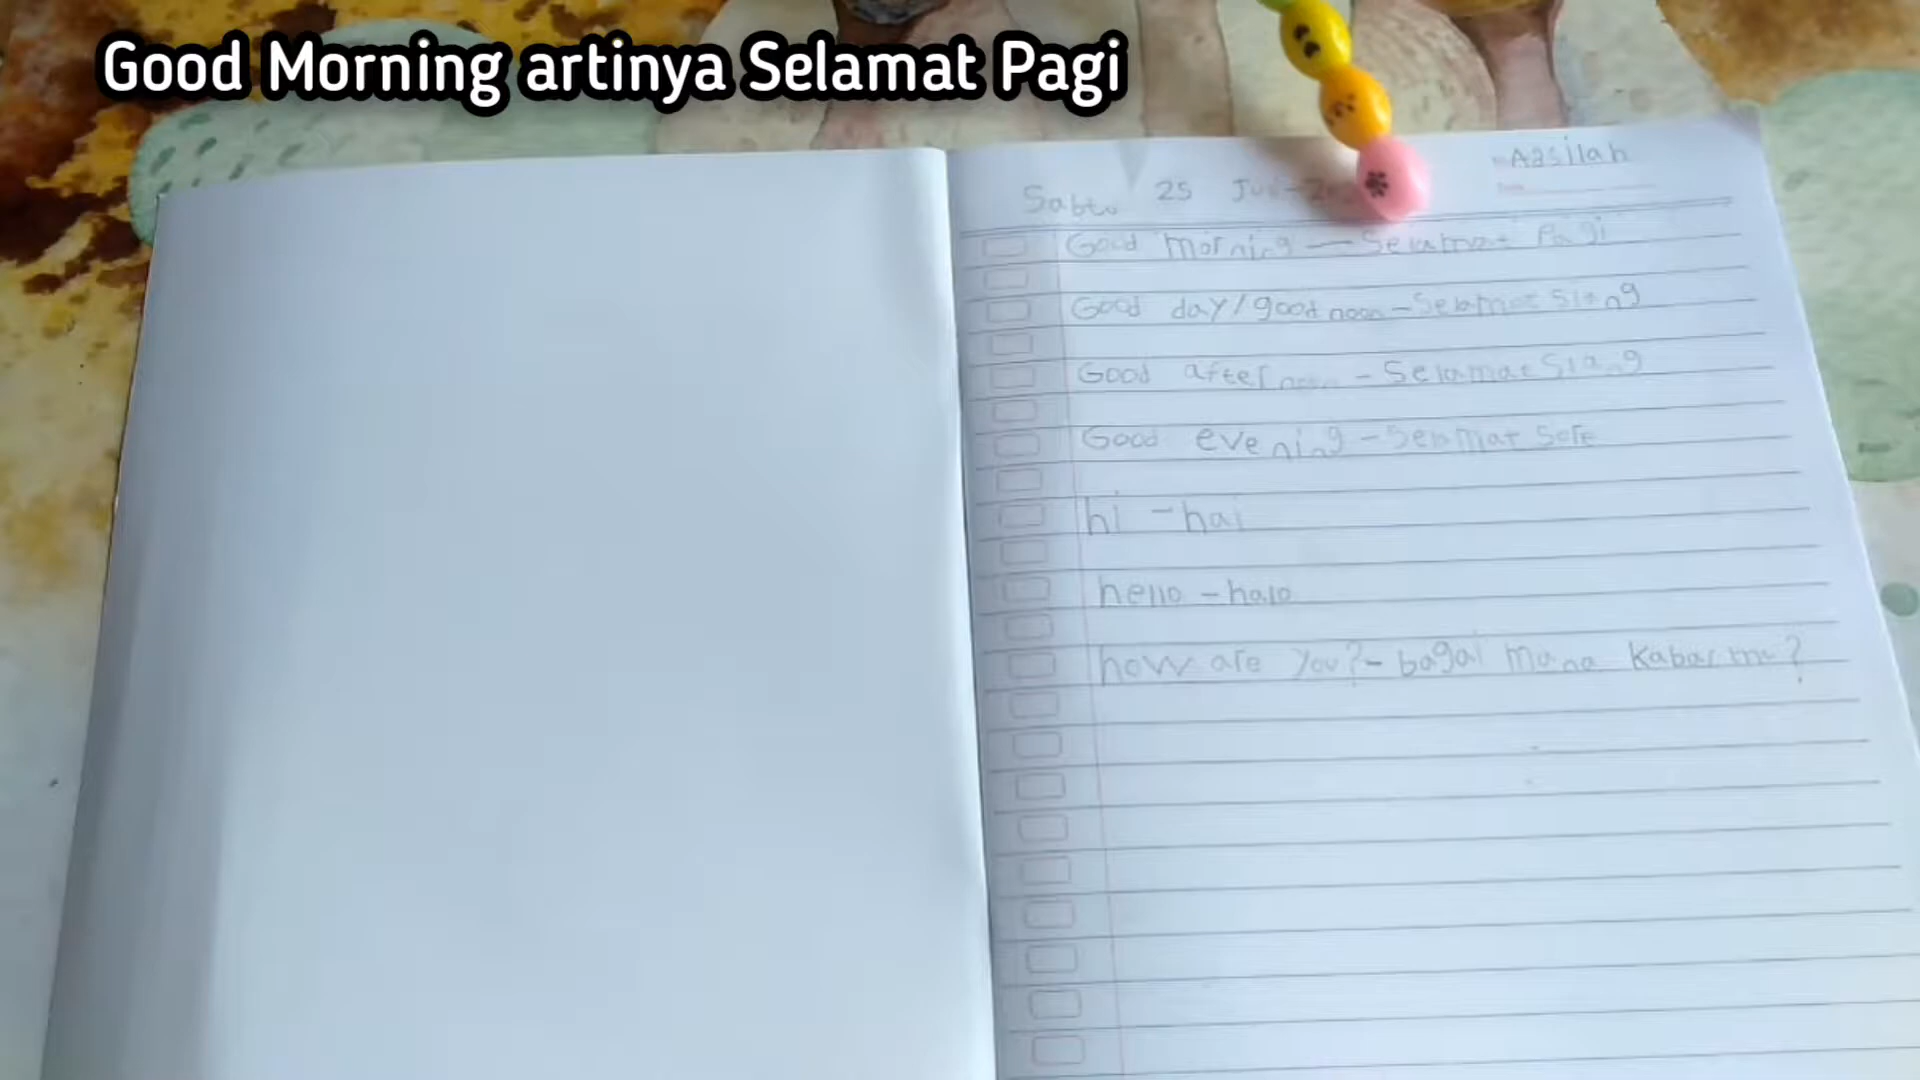 Good Morning artinya Selamat Pagi
Aasilah
Sabtu 25
Good morning – Selamat Pagi
Good day/good noon – Selamat Siang
Good afternoon – Selamat Siang
Good evening – Selamat Sore
hi – hai
hello – halo
how are you? – bagai mana kabar mu?